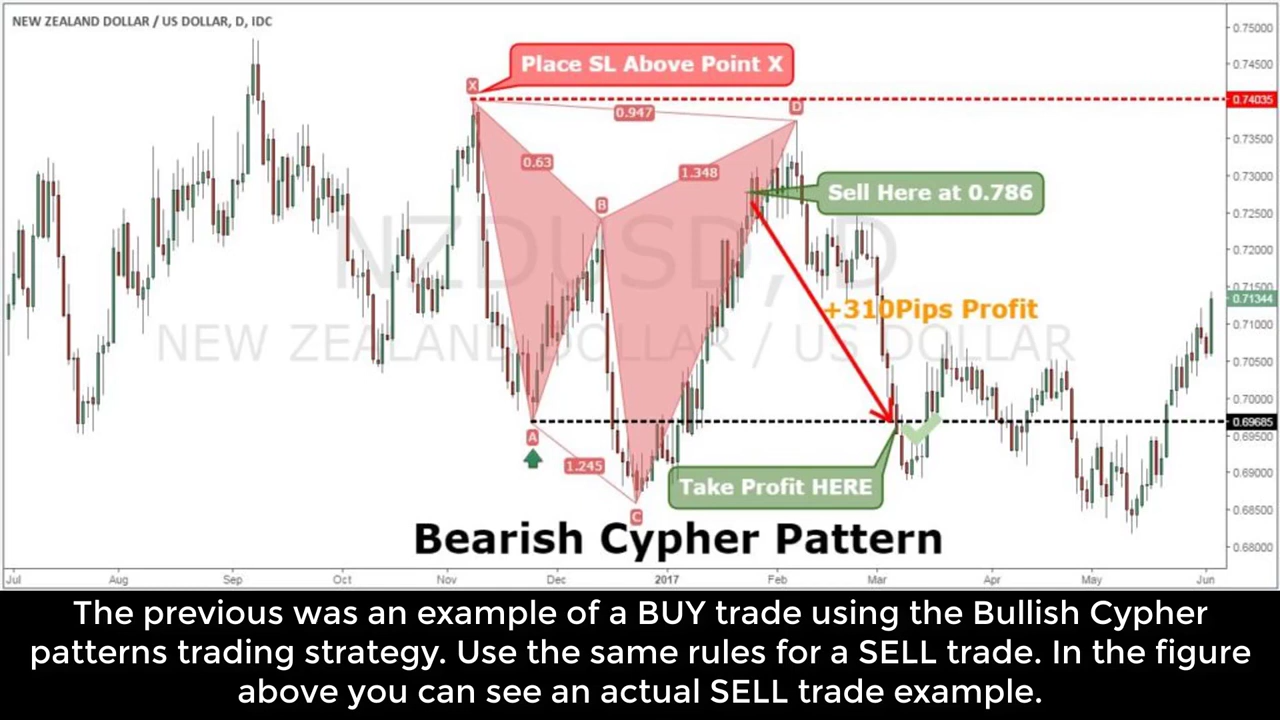 NEW ZEALAND DOLLAR / US DOLLAR, D, IDC
0.75000
Place SL Above Point X
0.74500
X
0.74035
D
0.947
0.73500
0.63
1.348
0.73000
Sell Here at 0.786
B
0.72500
NZDUSD, D
0.72000
0.71500
0.71344
+310Pips Profit
0.71000
NEW ZEALAND DOLLAR / US DOLLAR
0.70500
0.70000
0.69685
A
0.69500
1.245
0.69000
Take Profit HERE
C
0.68500
Bearish Cypher Pattern
0.68000
Jul Aug Sep Oct Nov Dec 2017 Feb Mar Apr May Jun
The previous was an example of a BUY trade using the Bullish Cypher
patterns trading strategy. Use the same rules for a SELL trade. In the figure
above you can see an actual SELL trade example.